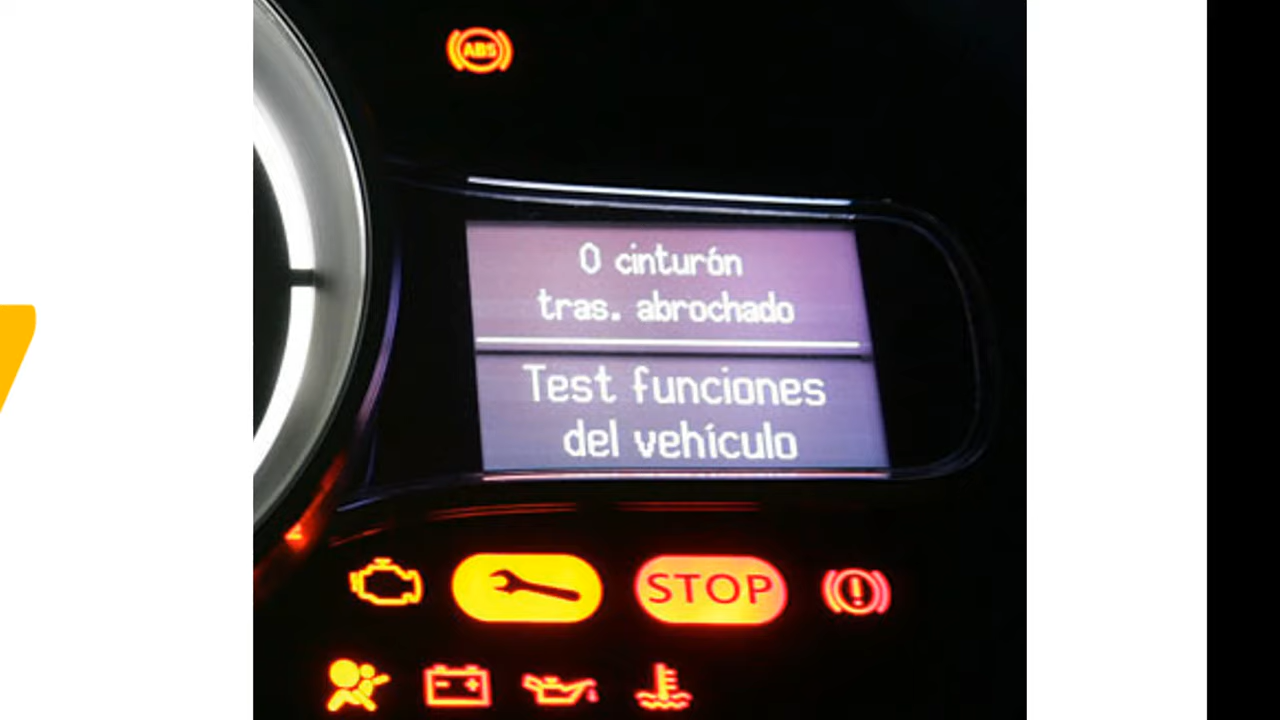 ABS
0 cinturón
tras. abrochado
Test funciones
del vehículo
STOP